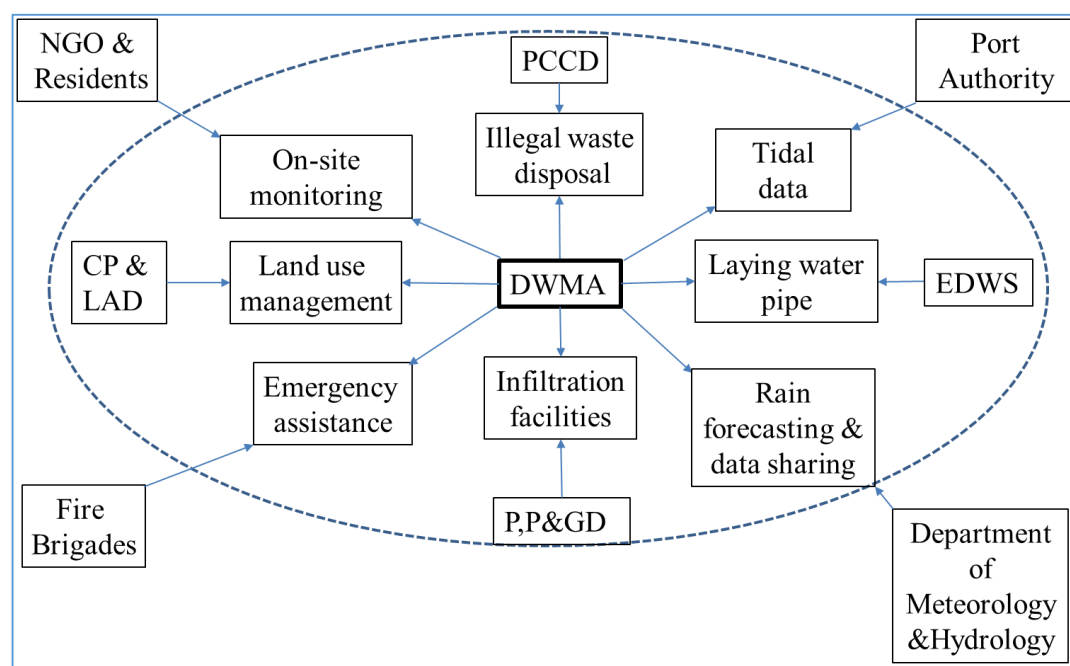 NGO &
Residents
PCCD
Port
Authority
Illegal waste
disposal
On-site
monitoring
Tidal
data
CP &
LAD
Land use
management
DWMA
Laying water
pipe
EDWS
Emergency
assistance
Infiltration
facilities
Rain
forecasting &
data sharing
Fire
Brigades
P,P&GD
Department
of
Meteorology
&Hydrology